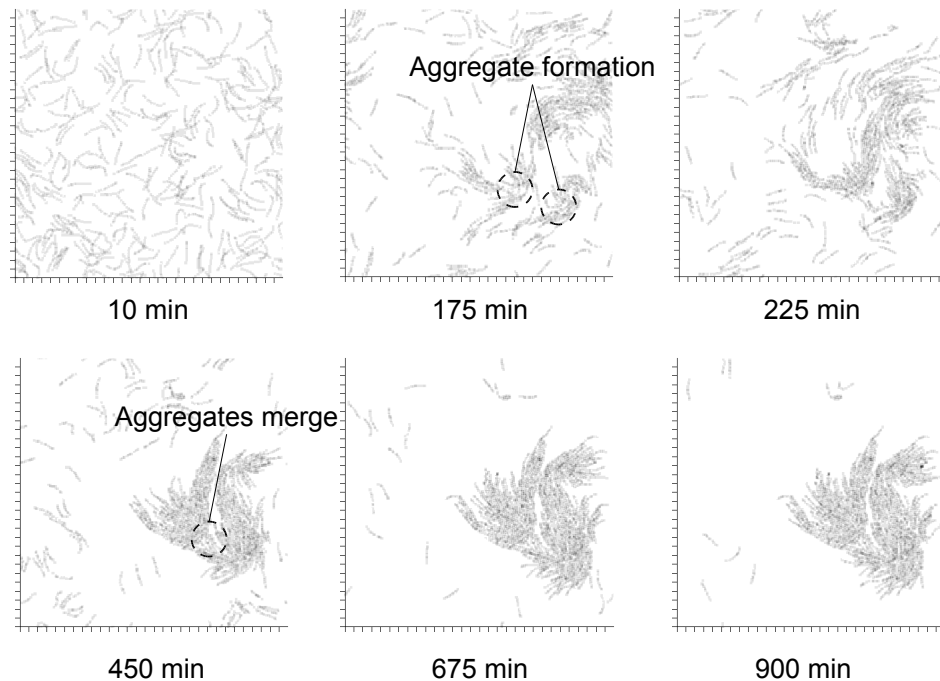 Aggregate formation
10 min
175 min
225 min
Aggregates merge
450 min
675 min
900 min